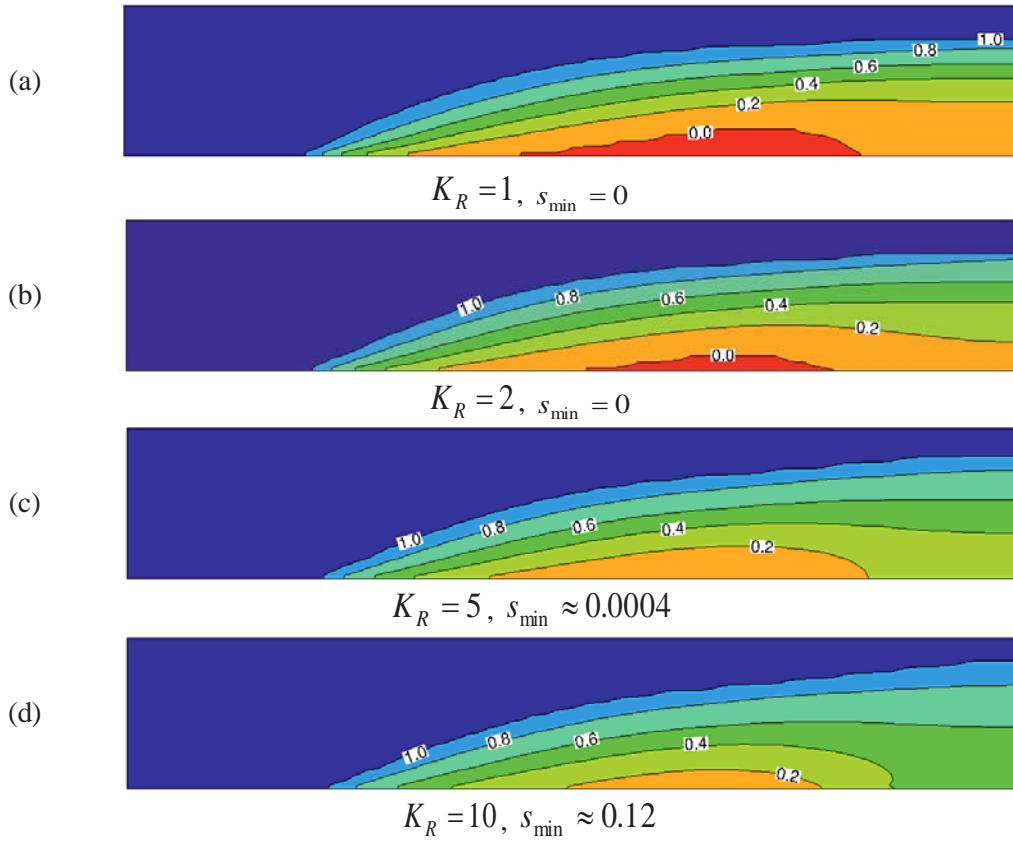 (a)
1.0
0.8
0.6
0.4
0.2
0.0
K_R = 1, s_min = 0
(b)
1.0
0.8
0.6
0.4
0.2
0.0
K_R = 2, s_min = 0
(c)
1.0
0.8
0.6
0.4
0.2
K_R = 5, s_min ≈ 0.0004
(d)
1.0
0.8
0.6
0.4
0.2
K_R = 10, s_min ≈ 0.12